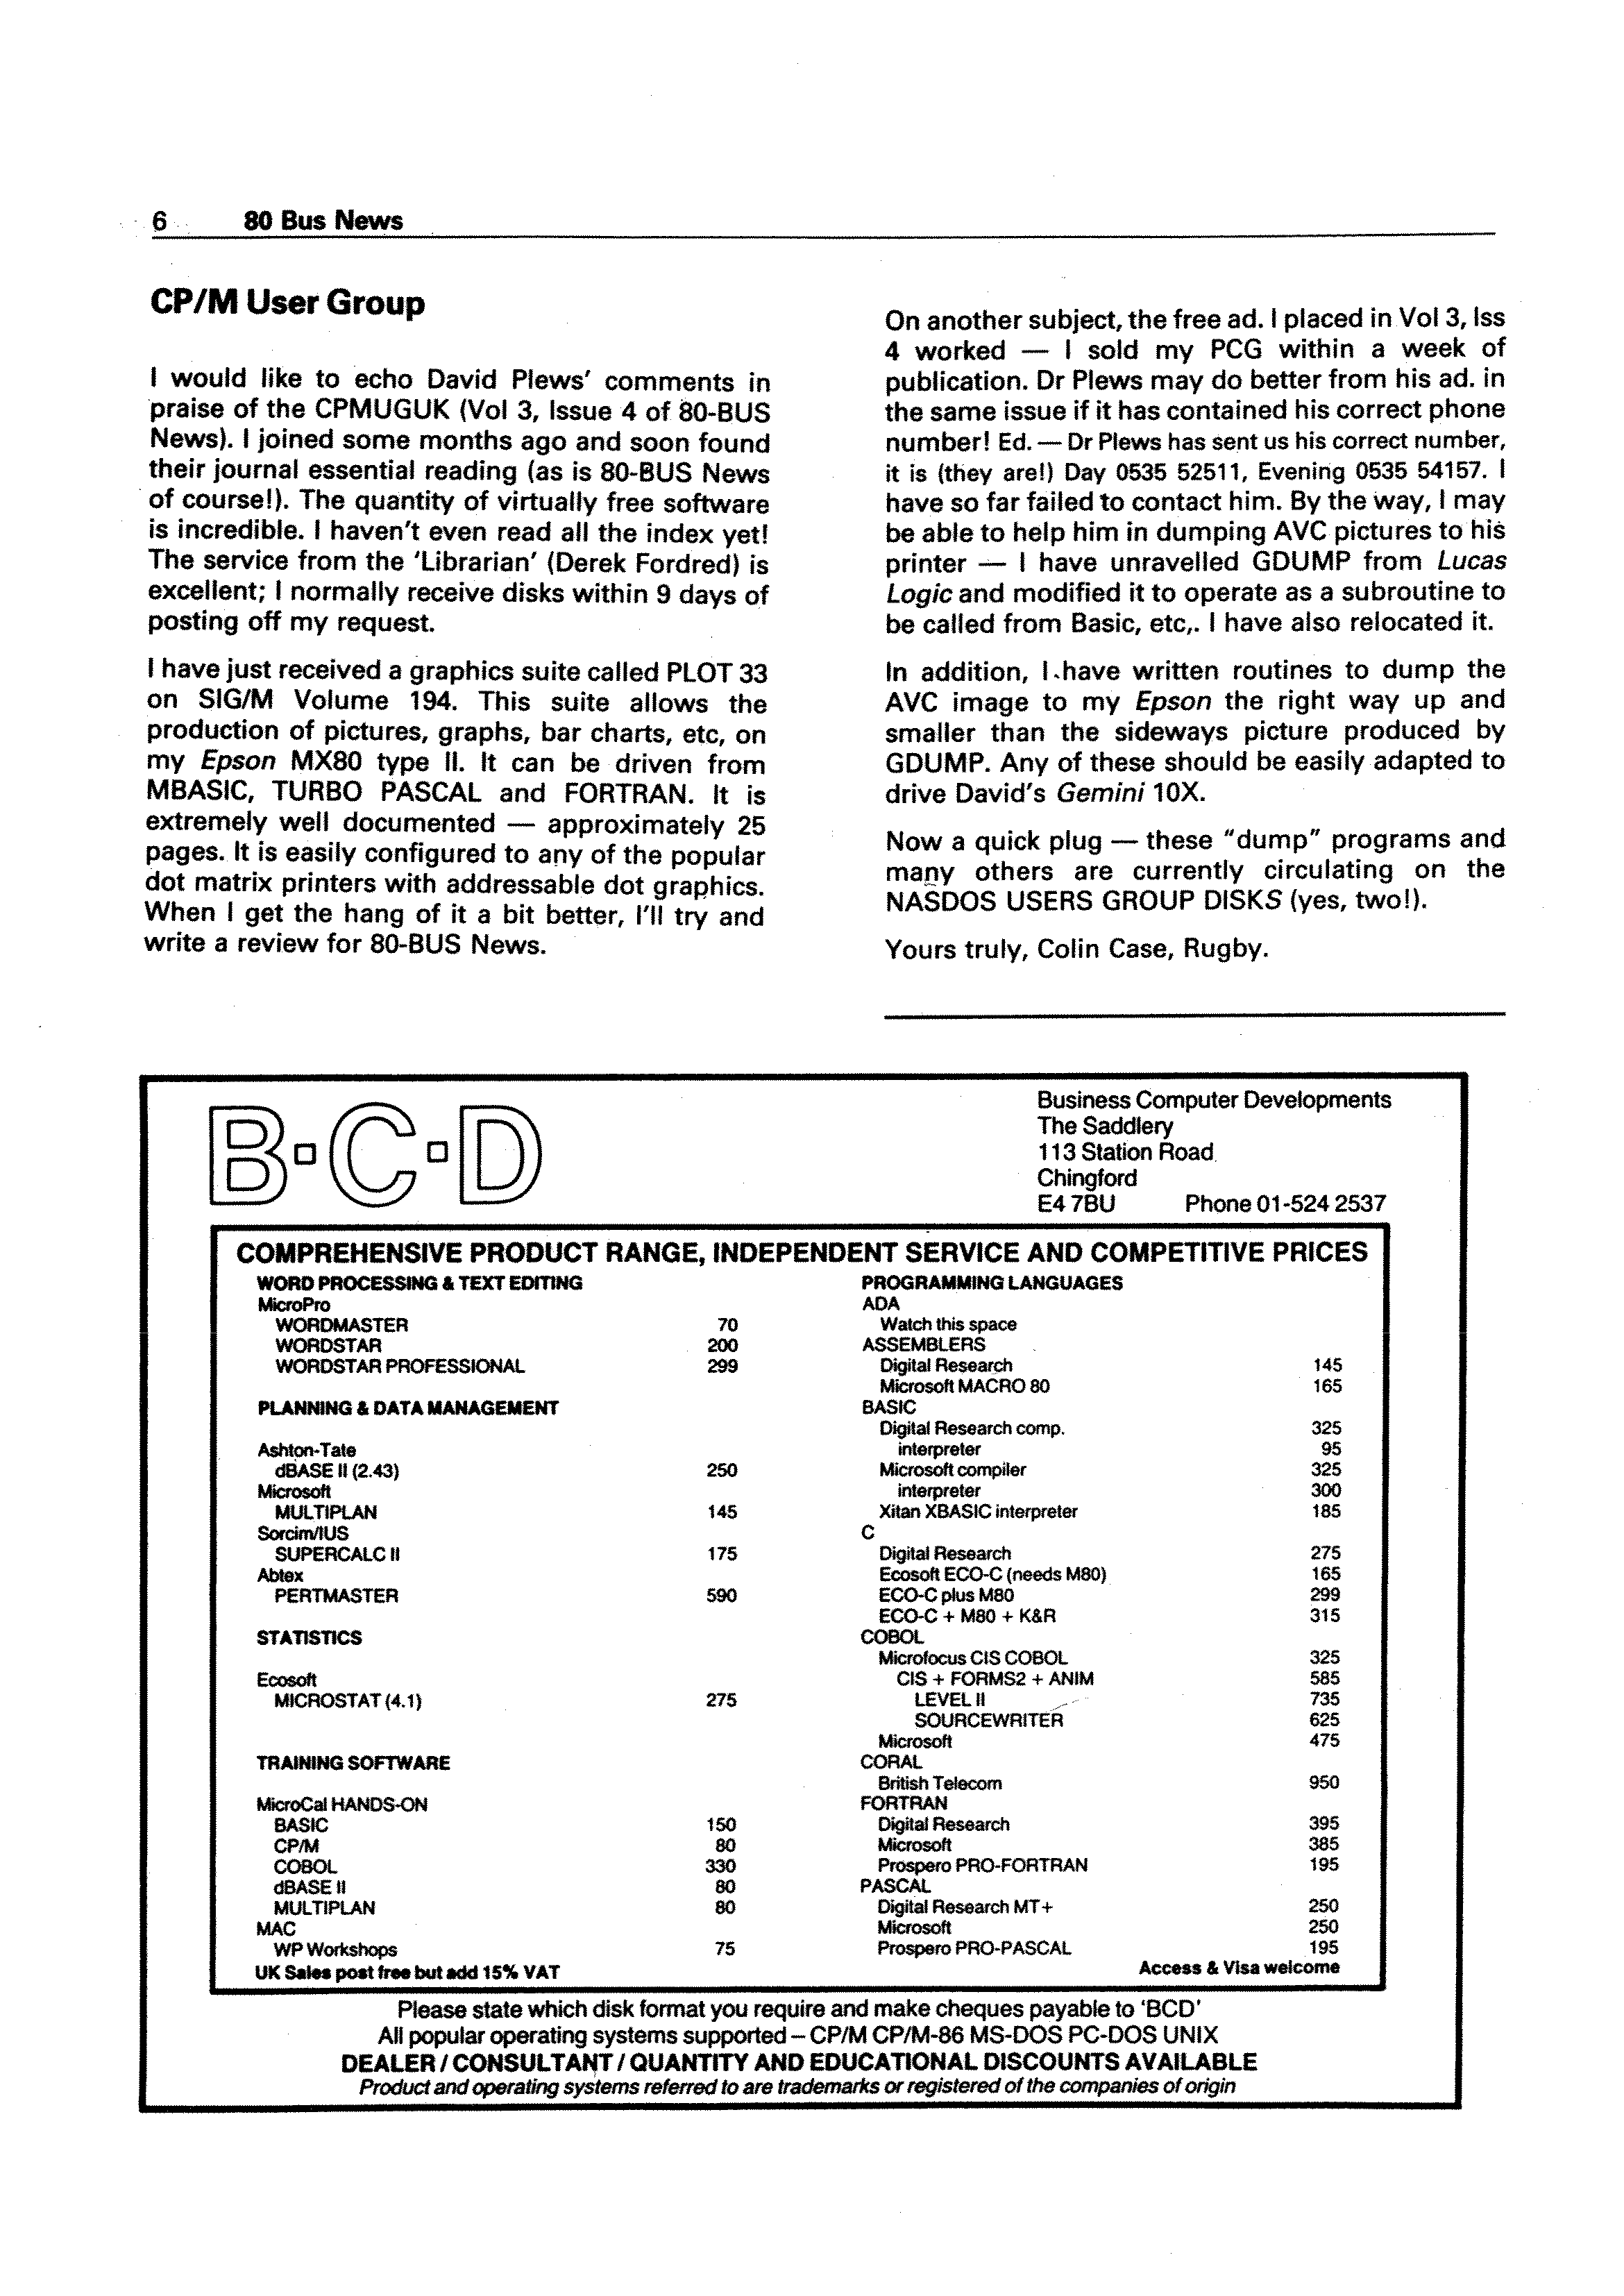 6 80 Bus News
CP/M User Group
I would like to echo David Plews' comments in
praise of the CPMUGUK (Vol 3, Issue 4 of 80-BUS
News). I joined some months ago and soon found
their journal essential reading (as is 80-BUS News
of course!). The quantity of virtually free software
is incredible. I haven't even read all the index yet!
The service from the 'Librarian' (Derek Fordred) is
excellent; I normally receive disks within 9 days of
posting off my request.
I have just received a graphics suite called PLOT 33
on SIG/M Volume 194. This suite allows the
production of pictures, graphs, bar charts, etc, on
my Epson MX80 type II. It can be driven from
MBASIC, TURBO PASCAL and FORTRAN. It is
extremely well documented — approximately 25
pages. It is easily configured to any of the popular
dot matrix printers with addressable dot graphics.
When I get the hang of it a bit better, I'll try and
write a review for 80-BUS News.
On another subject, the free ad. I placed in Vol 3, Iss
4 worked — I sold my PCG within a week of
publication. Dr Plews may do better from his ad. in
the same issue if it has contained his correct phone
number! Ed. — Dr Plews has sent us his correct number,
it is (they are!) Day 0535 52511, Evening 0535 54157. I
have so far failed to contact him. By the way, I may
be able to help him in dumping AVC pictures to his
printer — I have unravelled GDUMP from Lucas
Logic and modified it to operate as a subroutine to
be called from Basic, etc,. I have also relocated it.
In addition, I have written routines to dump the
AVC image to my Epson the right way up and
smaller than the sideways picture produced by
GDUMP. Any of these should be easily adapted to
drive David's Gemini 10X.
Now a quick plug — these "dump" programs and
many others are currently circulating on the
NASDOS USERS GROUP DISKS (yes, two!).
Yours truly, Colin Case, Rugby.
B·C·D
Business Computer Developments
The Saddlery
113 Station Road
Chingford
E4 7BU Phone 01-524 2537
COMPREHENSIVE PRODUCT RANGE, INDEPENDENT SERVICE AND COMPETITIVE PRICES
WORD PROCESSING & TEXT EDITING
MicroPro
WORDMASTER 70
WORDSTAR 200
WORDSTAR PROFESSIONAL 299
PLANNING & DATA MANAGEMENT
Ashton-Tate
dBASE II (2.43) 250
Microsoft
MULTIPLAN 145
Sorcim/IUS
SUPERCALC II 175
Abtex
PERTMASTER 590
STATISTICS
Ecosoft
MICROSTAT (4.1) 275
TRAINING SOFTWARE
MicroCal HANDS-ON
BASIC 150
CP/M 80
COBOL 330
dBASE II 80
MULTIPLAN 80
MAC
WP Workshops 75
UK Sales post free but add 15% VAT
PROGRAMMING LANGUAGES
ADA
Watch this space
ASSEMBLERS
Digital Research 145
Microsoft MACRO 80 165
BASIC
Digital Research comp. 325
interpreter 95
Microsoft compiler 325
interpreter 300
Xitan XBASIC interpreter 185
C
Digital Research 275
Ecosoft ECO-C (needs M80) 165
ECO-C plus M80 299
ECO-C + M80 + K&R 315
COBOL
Microfocus CIS COBOL 325
CIS + FORMS2 + ANIM 585
LEVEL II 735
SOURCEWRITER 625
Microsoft 475
CORAL
British Telecom 950
FORTRAN
Digital Research 395
Microsoft 385
Prospero PRO-FORTRAN 195
PASCAL
Digital Research MT+ 250
Microsoft 250
Prospero PRO-PASCAL 195
Access & Visa welcome
Please state which disk format you require and make cheques payable to 'BCD'
All popular operating systems supported – CP/M CP/M-86 MS-DOS PC-DOS UNIX
DEALER / CONSULTANT / QUANTITY AND EDUCATIONAL DISCOUNTS AVAILABLE
Product and operating systems referred to are trademarks or registered of the companies of origin